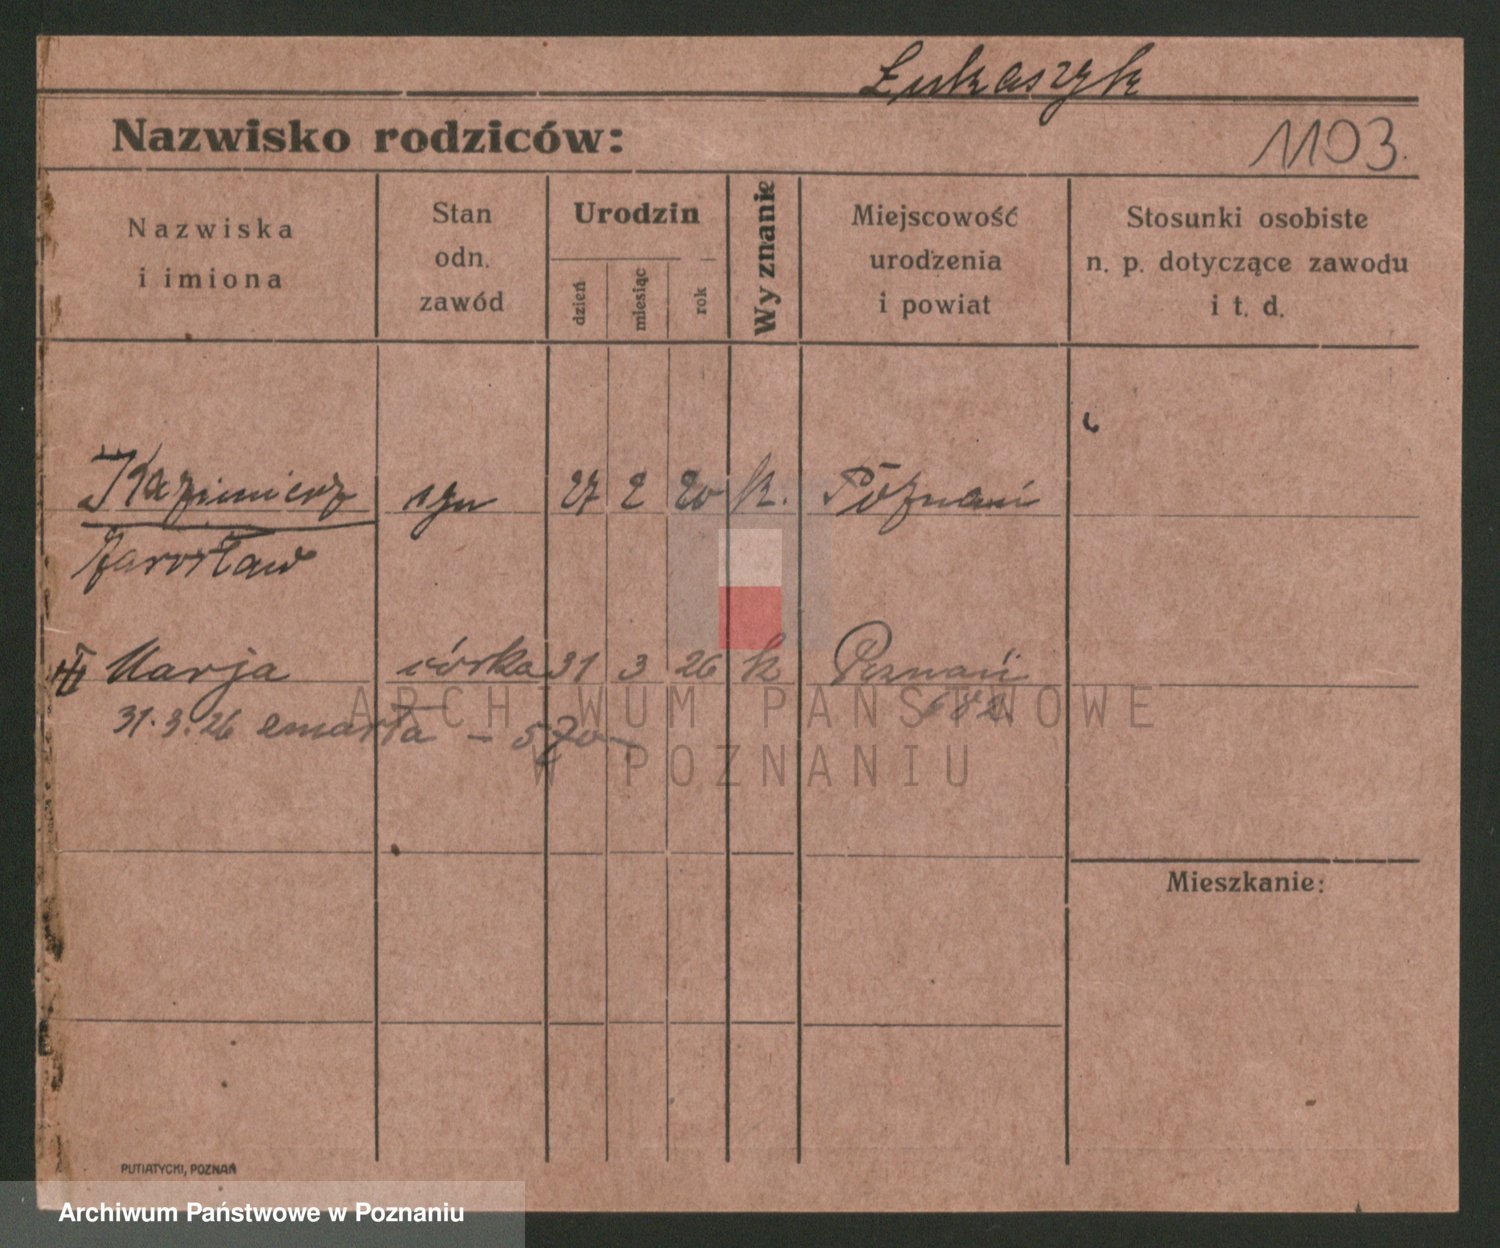 Łukaszyk
Nazwisko rodziców:
1103.
Nazwiska
i imiona
Stan
odn.
zawód
Urodzin
dzień
miesiąc
rok
Wyznanie
Miejscowość
urodzenia
i powiat
Stosunki osobiste
n. p. dotyczące zawodu
i t. d.
Kazimierz syn 27 2 20 k. Poznań
Jarosław
Marja córka 31 3 26 k Poznań
31.3.26 zmarła
682
ARCHIWUM PAŃSTWOWE
W POZNANIU
Mieszkanie:
PUTIATYCKI, POZNAŃ
Archiwum Państwowe w Poznaniu